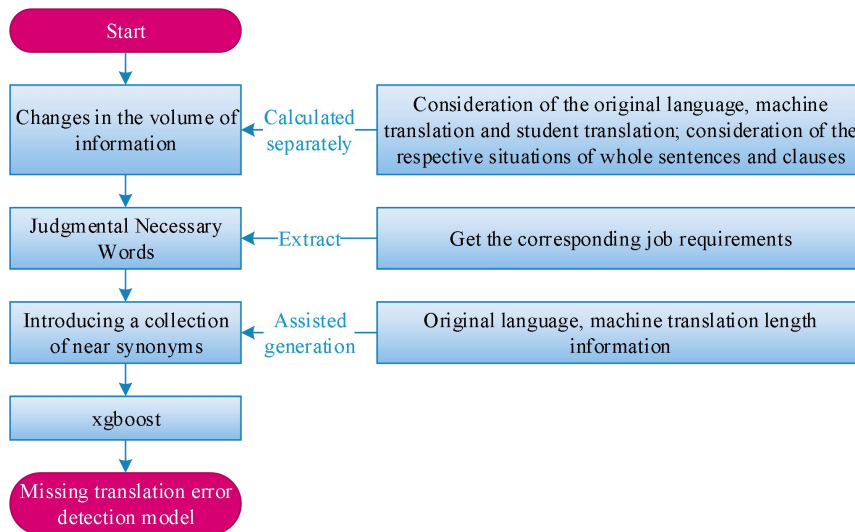 Start
Changes in the volume of
information
Calculated
separately
Consideration of the original language, machine
translation and student translation; consideration of the
respective situations of whole sentences and clauses
Judgmental Necessary
Words
Extract
Get the corresponding job requirements
Introducing a collection
of near synonyms
Assisted
generation
Original language, machine translation length
information
xgboost
Missing translation error
detection model